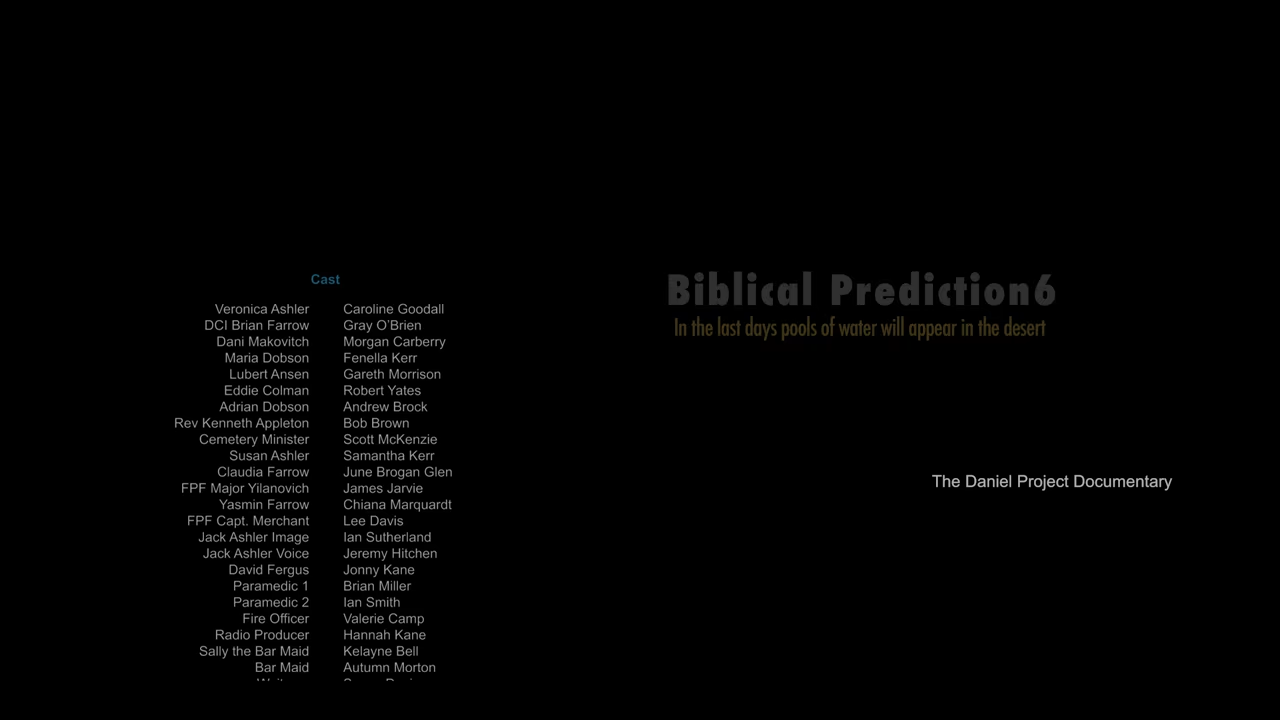 Cast
Veronica Ashler Caroline Goodall
DCI Brian Farrow Gray O'Brien
Dani Makovitch Morgan Carberry
Maria Dobson Fenella Kerr
Lubert Ansen Gareth Morrison
Eddie Colman Robert Yates
Adrian Dobson Andrew Brock
Rev Kenneth Appleton Bob Brown
Cemetery Minister Scott McKenzie
Susan Ashler Samantha Kerr
Claudia Farrow June Brogan Glen
FPF Major Yilanovich James Jarvie
Yasmin Farrow Chiana Marquardt
FPF Capt. Merchant Lee Davis
Jack Ashler Image Ian Sutherland
Jack Ashler Voice Jeremy Hitchen
David Fergus Jonny Kane
Paramedic 1 Brian Miller
Paramedic 2 Ian Smith
Fire Officer Valerie Camp
Radio Producer Hannah Kane
Sally the Bar Maid Kelayne Bell
Bar Maid Autumn Morton
Biblical Prediction6
In the last days pools of water will appear in the desert
The Daniel Project Documentary